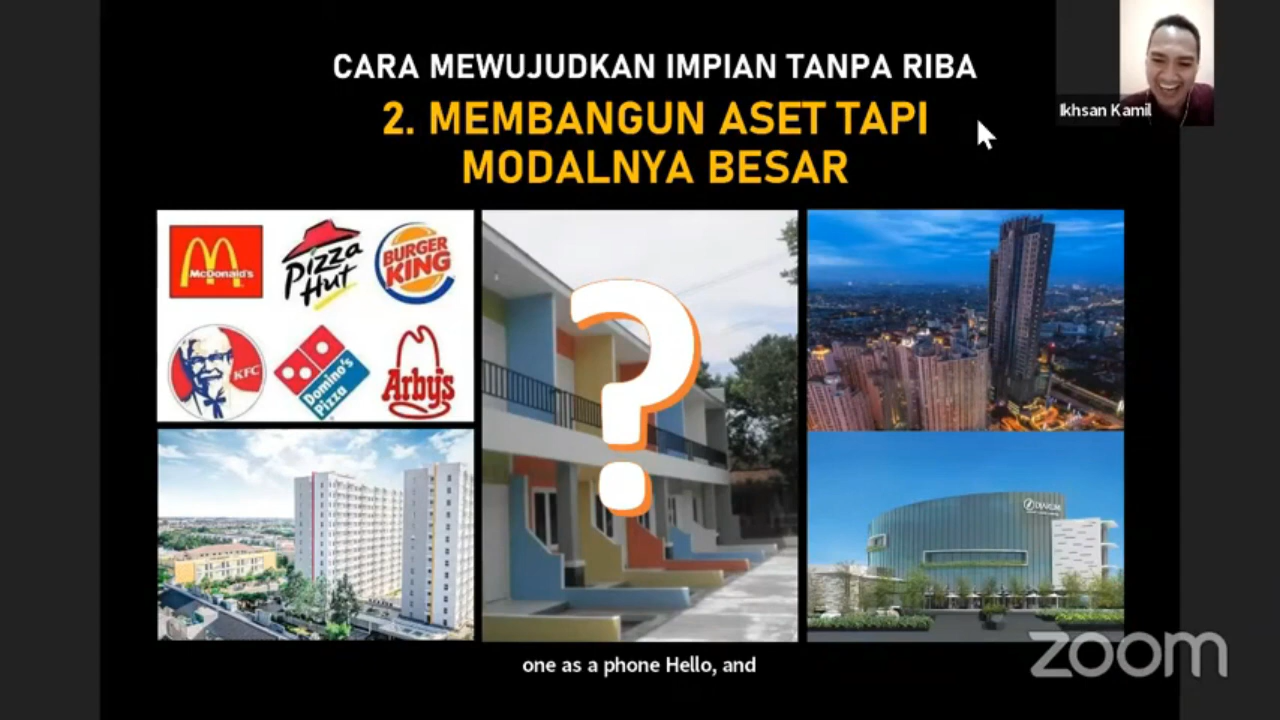 CARA MEWUJUDKAN IMPIAN TANPA RIBA
2. MEMBANGUN ASET TAPI
MODALNYA BESAR
Ikhsan Kamil
McDonald's
Pizza
Hut
BURGER
KING
KFC
Domino's
Pizza
Arby's
?
DJARUM
one as a phone Hello, and
zoom